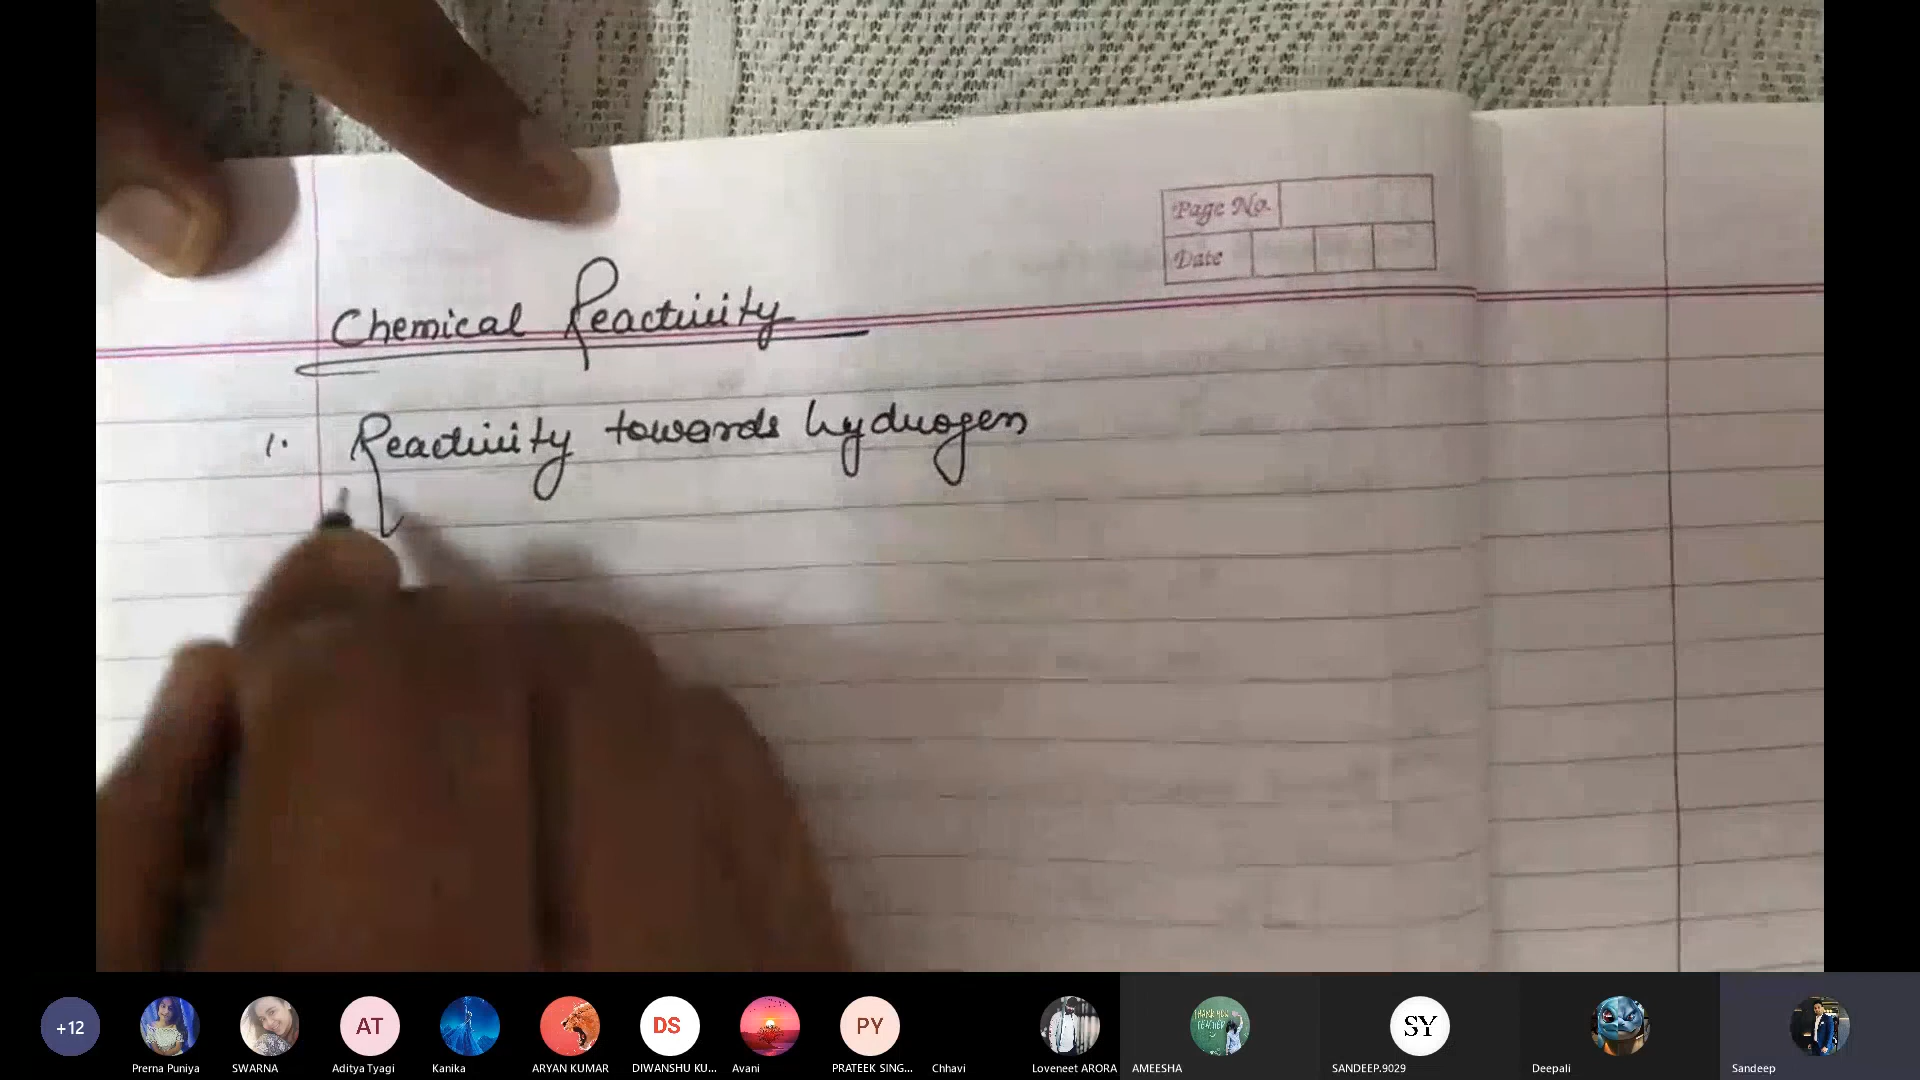 Page No.
Date
Chemical Reactivity
1. Reactivity towards hydrogen
+12
Prerna Puniya
SWARNA
AT
Aditya Tyagi
Kanika
ARYAN KUMAR
DS
DIWANSHU KU...
Avani
PY
PRATEEK SING...
Chhavi
Loveneet ARORA
AMEESHA
SY
SANDEEP.9029
Deepali
Sandeep